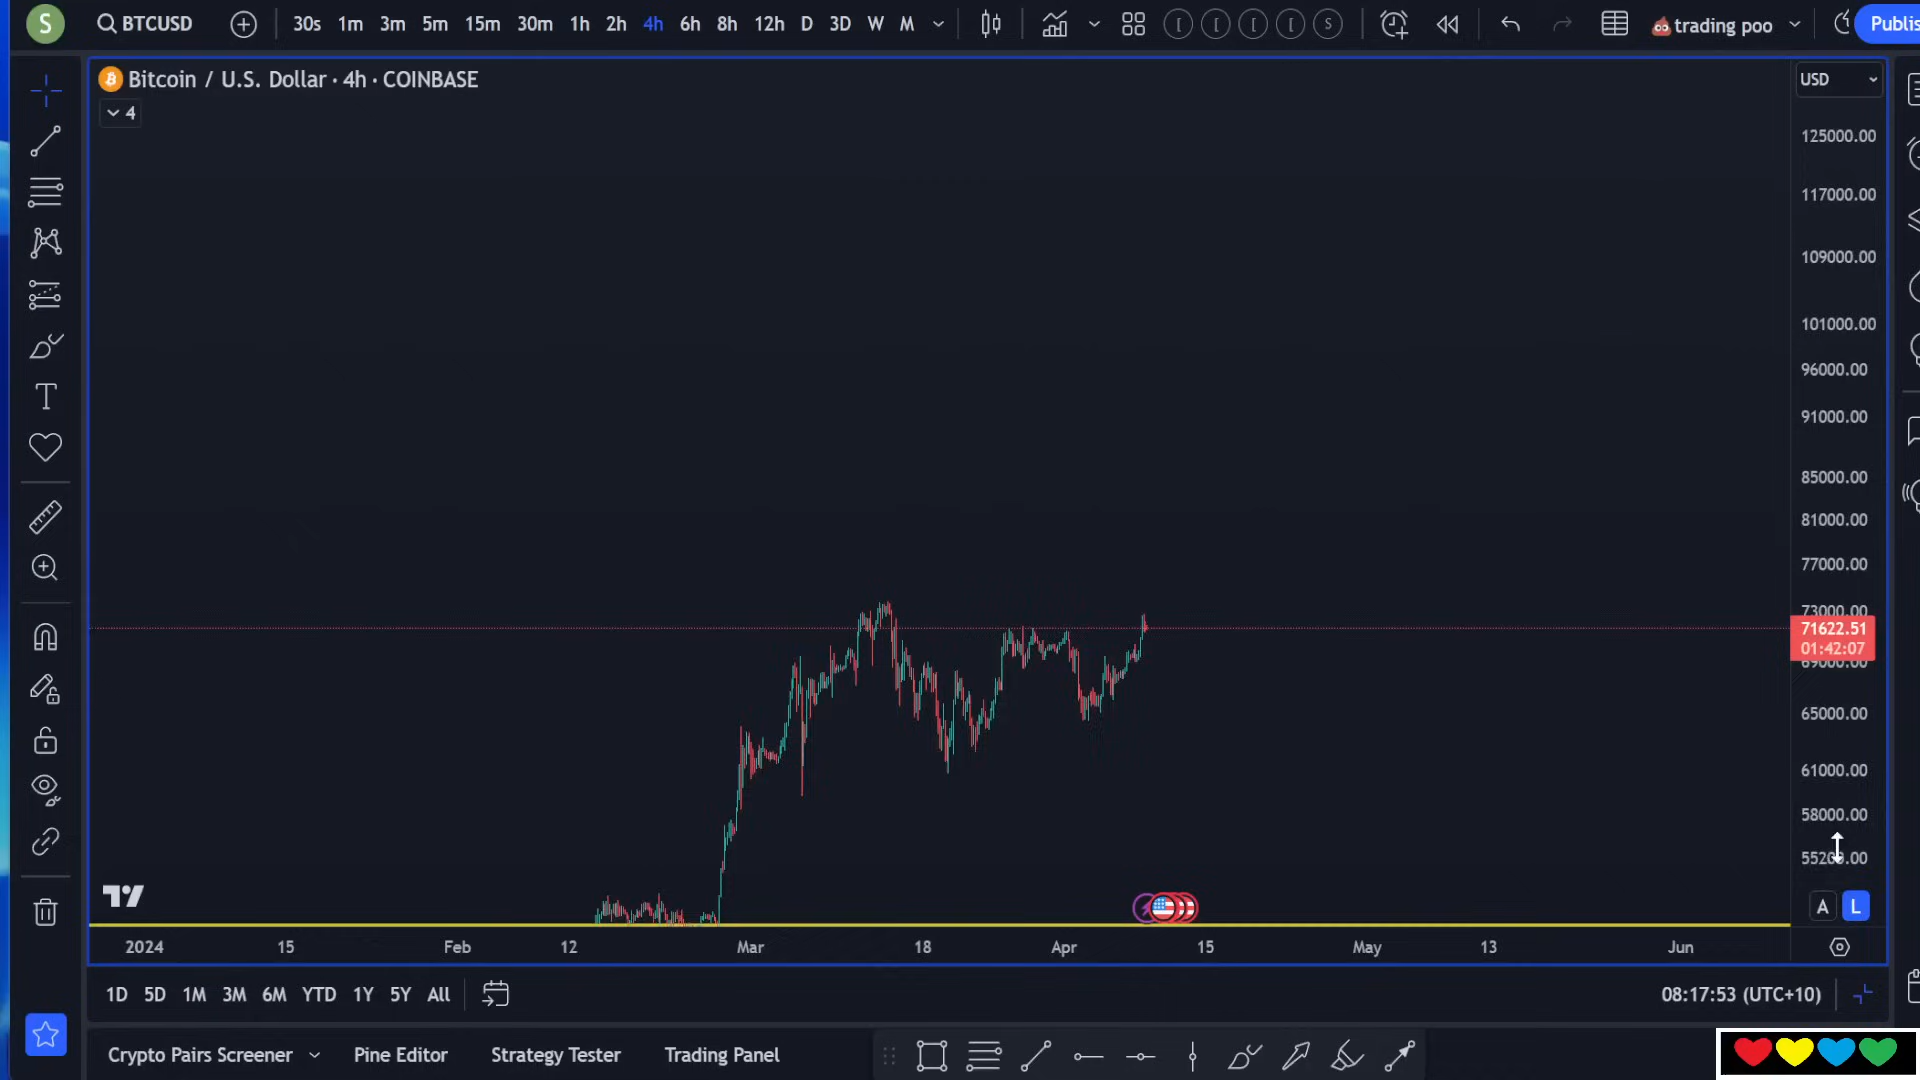 S BTCUSD 30s 1m 3m 5m 15m 30m 1h 2h 4h 6h 8h 12h D 3D W M S trading poo
Bitcoin / U.S. Dollar · 4h · COINBASE
USD
4
125000.00
117000.00
109000.00
101000.00
96000.00
91000.00
85000.00
81000.00
77000.00
73000.00
71622.51
01:42:07
69000.00
65000.00
61000.00
58000.00
A L
2024 15 Feb 12 Mar 18 Apr 15 May 13 Jun
1D 5D 1M 3M 6M YTD 1Y 5Y All 08:17:53 (UTC+10)
Crypto Pairs Screener Pine Editor Strategy Tester Trading Panel